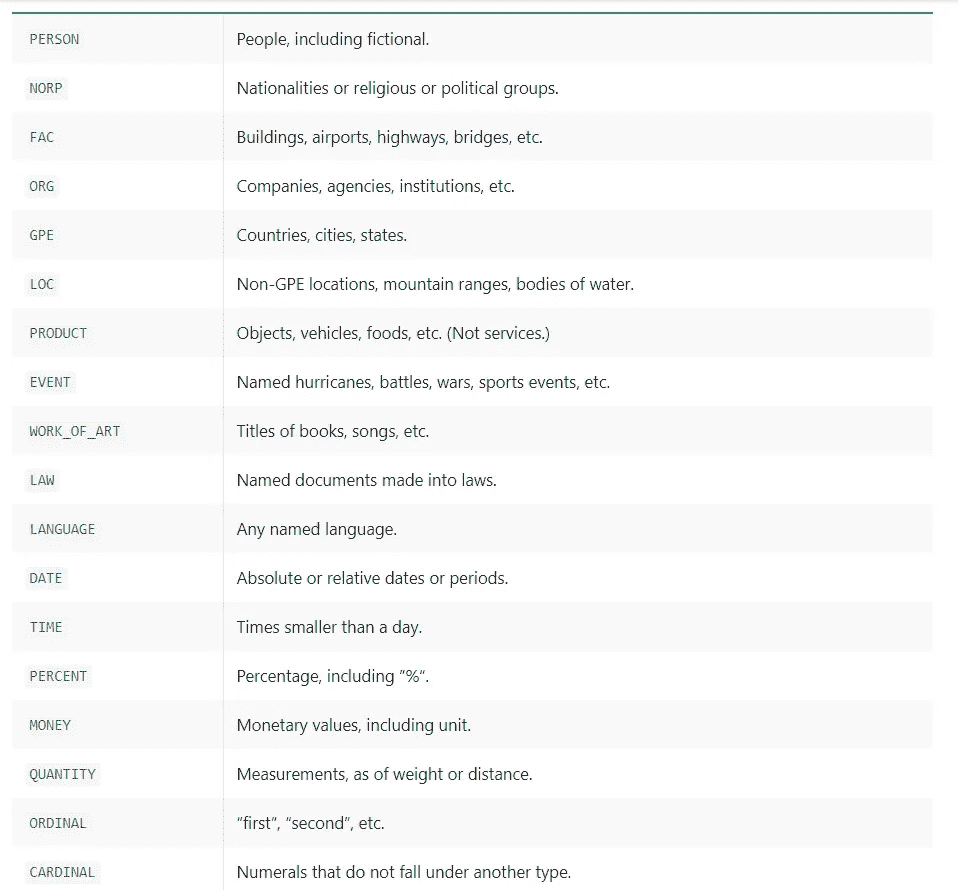 PERSON People, including fictional.
NORP Nationalities or religious or political groups.
FAC Buildings, airports, highways, bridges, etc.
ORG Companies, agencies, institutions, etc.
GPE Countries, cities, states.
LOC Non-GPE locations, mountain ranges, bodies of water.
PRODUCT Objects, vehicles, foods, etc. (Not services.)
EVENT Named hurricanes, battles, wars, sports events, etc.
WORK_OF_ART Titles of books, songs, etc.
LAW Named documents made into laws.
LANGUAGE Any named language.
DATE Absolute or relative dates or periods.
TIME Times smaller than a day.
PERCENT Percentage, including ”%“.
MONEY Monetary values, including unit.
QUANTITY Measurements, as of weight or distance.
ORDINAL “first”, “second”, etc.
CARDINAL Numerals that do not fall under another type.